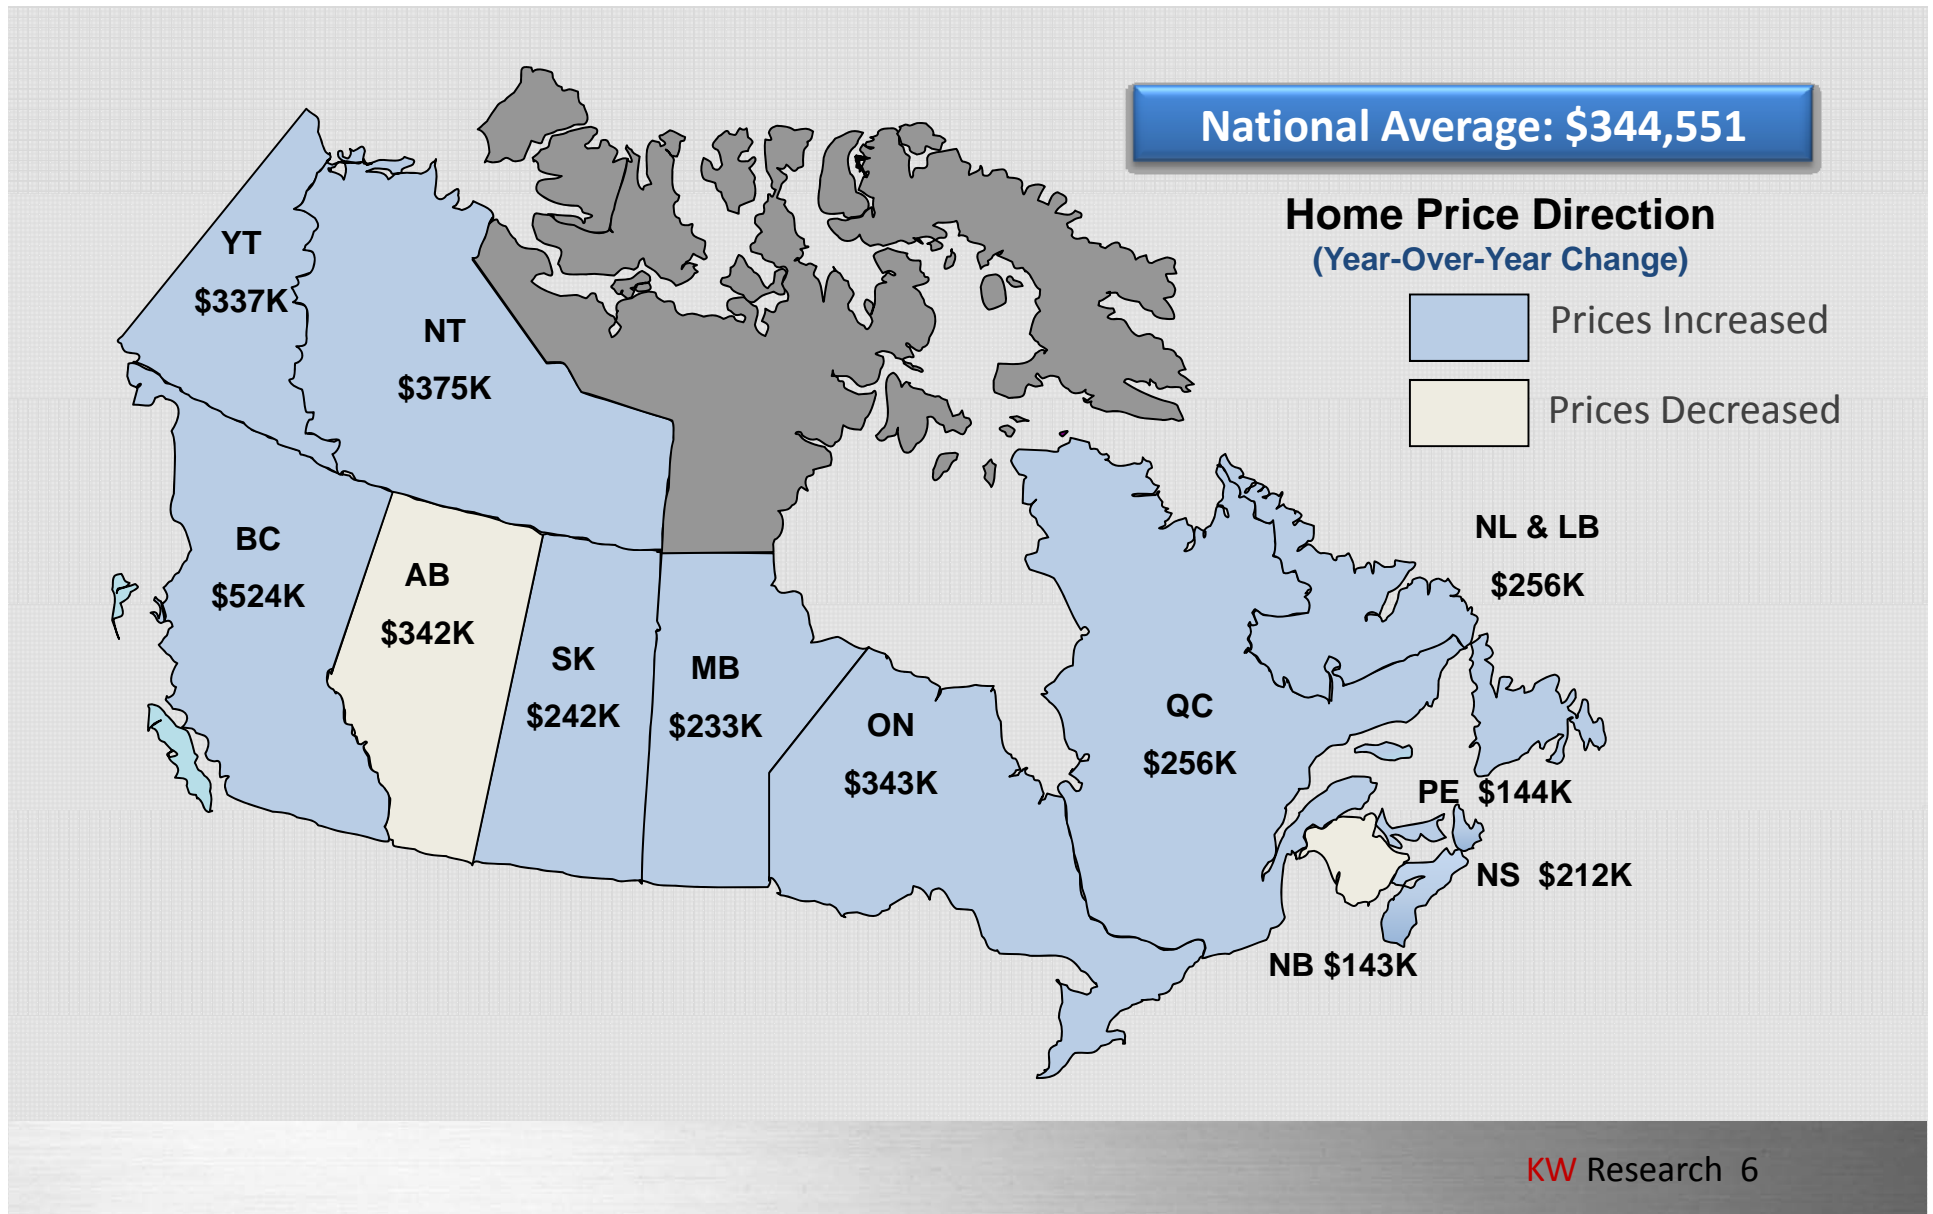 National Average: $344,551
Home Price Direction
(Year-Over-Year Change)
Prices Increased
Prices Decreased
YT
$337K
NT
$375K
BC
$524K
AB
$342K
SK
$242K
MB
$233K
ON
$343K
QC
$256K
NL & LB
$256K
PE $144K
NS $212K
NB $143K
KW Research 6